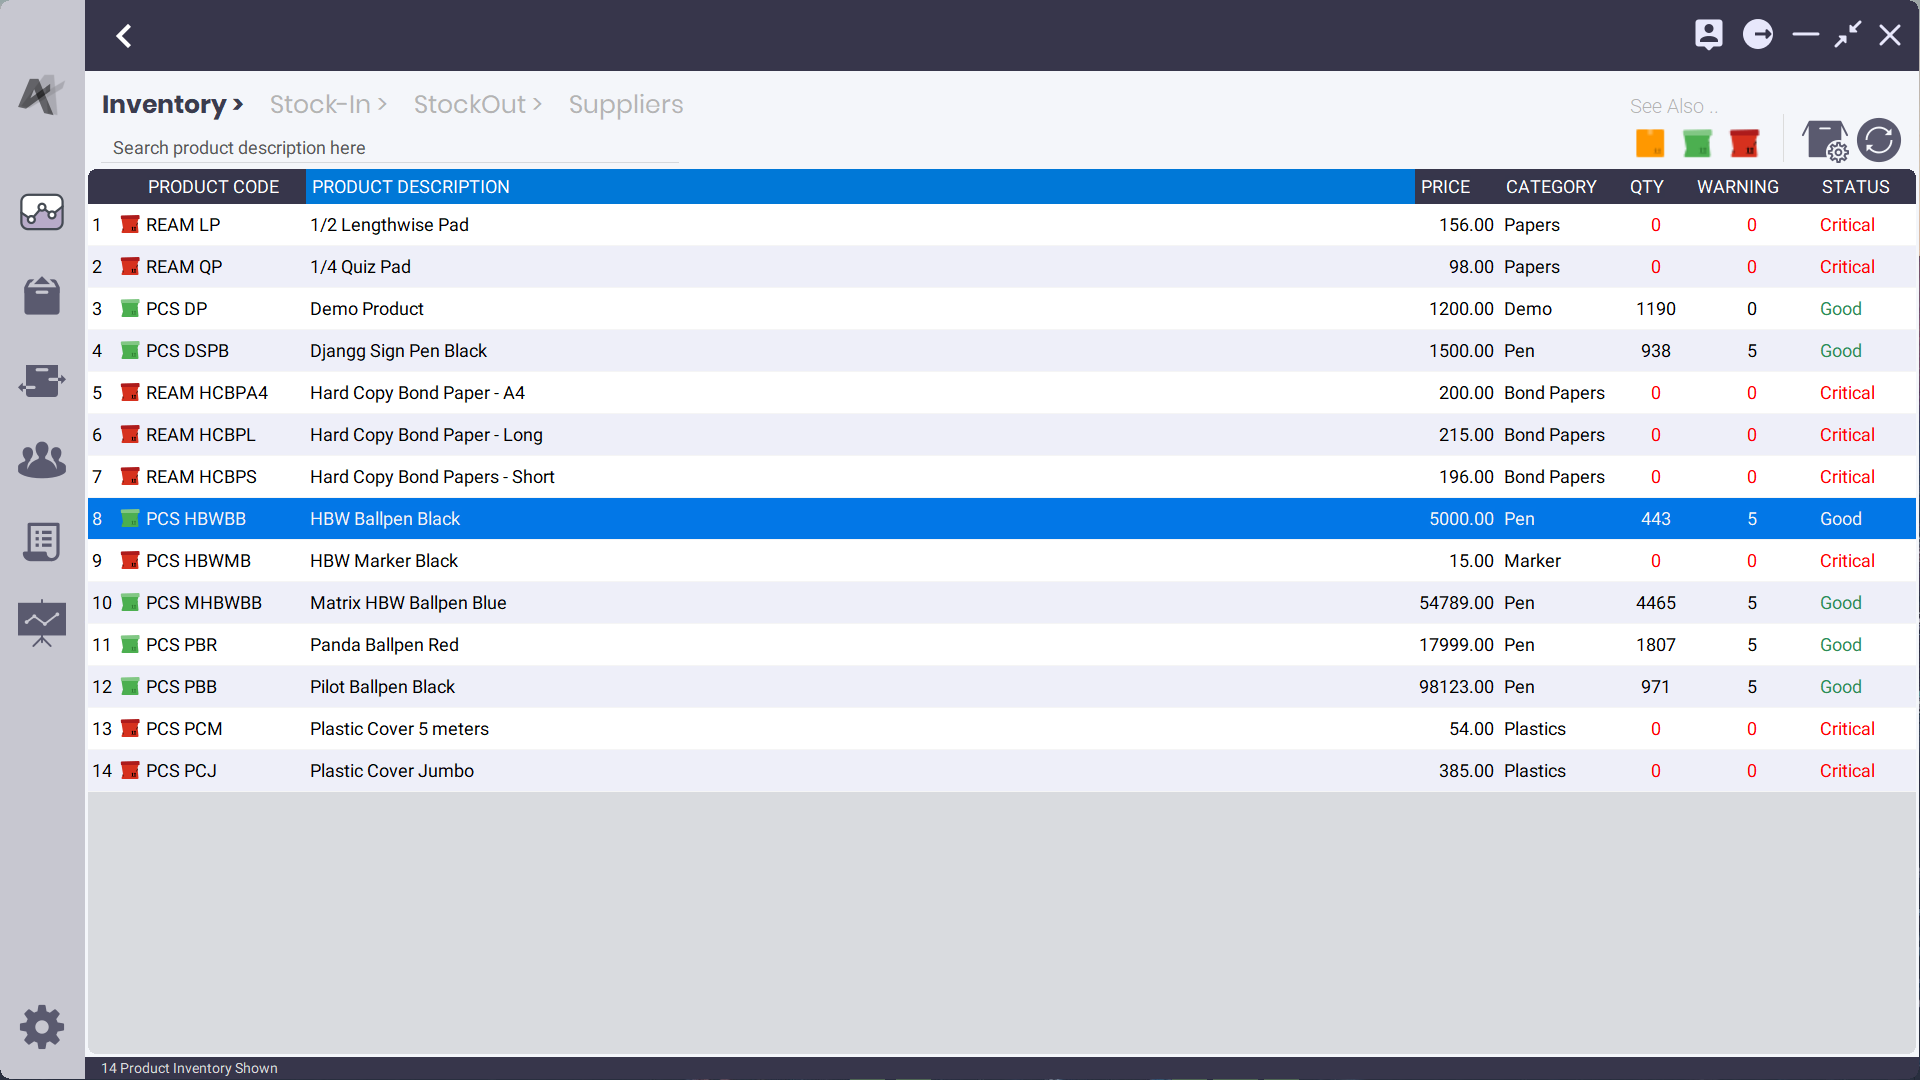 Inventory > Stock-In > StockOut > Suppliers
See Also ..
Search product description here
PRODUCT CODE PRODUCT DESCRIPTION PRICE CATEGORY QTY WARNING STATUS
1 REAM LP 1/2 Lengthwise Pad 156.00 Papers 0 0 Critical
2 REAM QP 1/4 Quiz Pad 98.00 Papers 0 0 Critical
3 PCS DP Demo Product 1200.00 Demo 1190 0 Good
4 PCS DSPB Djangg Sign Pen Black 1500.00 Pen 938 5 Good
5 REAM HCBPA4 Hard Copy Bond Paper - A4 200.00 Bond Papers 0 0 Critical
6 REAM HCBPL Hard Copy Bond Paper - Long 215.00 Bond Papers 0 0 Critical
7 REAM HCBPS Hard Copy Bond Papers - Short 196.00 Bond Papers 0 0 Critical
8 PCS HBWBB HBW Ballpen Black 5000.00 Pen 443 5 Good
9 PCS HBWMB HBW Marker Black 15.00 Marker 0 0 Critical
10 PCS MHBWBB Matrix HBW Ballpen Blue 54789.00 Pen 4465 5 Good
11 PCS PBR Panda Ballpen Red 17999.00 Pen 1807 5 Good
12 PCS PBB Pilot Ballpen Black 98123.00 Pen 971 5 Good
13 PCS PCM Plastic Cover 5 meters 54.00 Plastics 0 0 Critical
14 PCS PCJ Plastic Cover Jumbo 385.00 Plastics 0 0 Critical
14 Product Inventory Shown